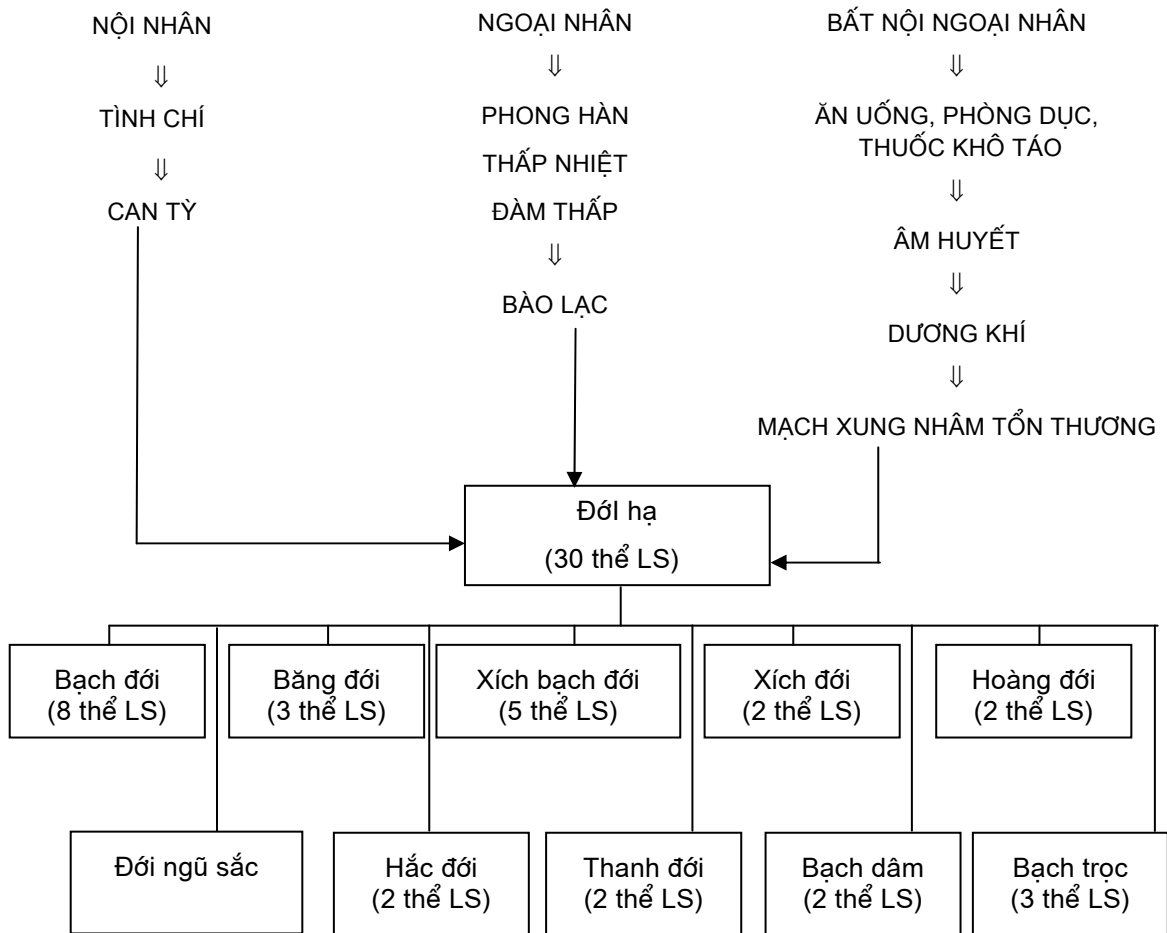 NỘI NHÂN
⇓
TÌNH CHÍ
⇓
CAN TỲ
NGOẠI NHÂN
⇓
PHONG HÀN
THẤP NHIỆT
ĐÀM THẤP
⇓
BÀO LẠC
BẤT NỘI NGOẠI NHÂN
⇓
ĂN UỐNG, PHÒNG DỤC,
THUỐC KHÔ TÁO
⇓
ÂM HUYẾT
⇓
DƯƠNG KHÍ
⇓
MẠCH XUNG NHÂM TỔN THƯƠNG
ĐớI hạ
(30 thể LS)
Bạch đới
(8 thể LS)
Băng đới
(3 thể LS)
Xích bạch đới
(5 thể LS)
Xích đới
(2 thể LS)
Hoàng đới
(2 thể LS)
Đới ngũ sắc
Hắc đới
(2 thể LS)
Thanh đới
(2 thể LS)
Bạch dâm
(2 thể LS)
Bạch trọc
(3 thể LS)